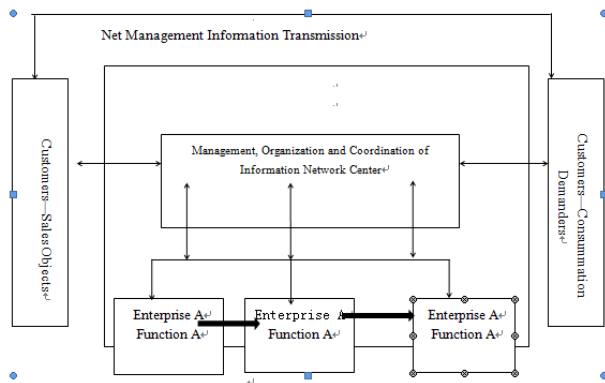 Net Management Information Transmission
Customers—Sales Objects
Management, Organization and Coordination of
Information Network Center
Customers—Consummation
Demanders
Enterprise A
Function A
Enterprise A
Function A
Enterprise A
Function A